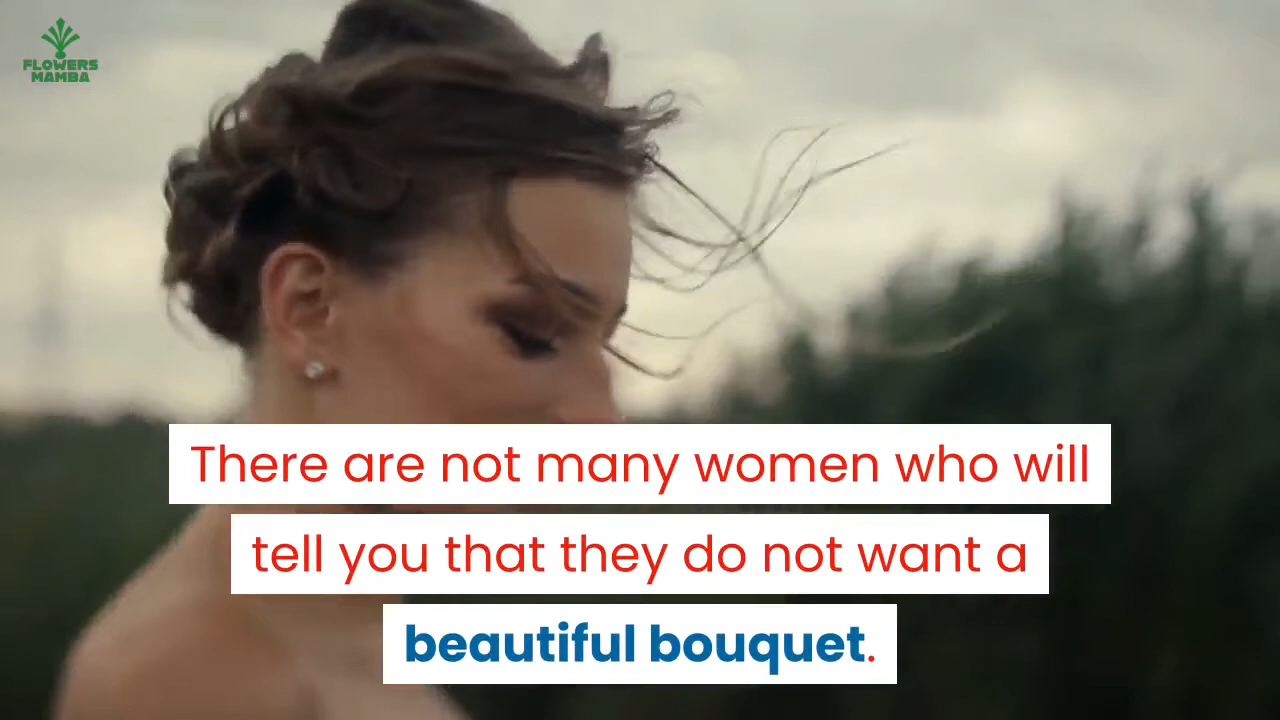 FLOWERS
MAMBA
There are not many women who will
tell you that they do not want a
beautiful bouquet.